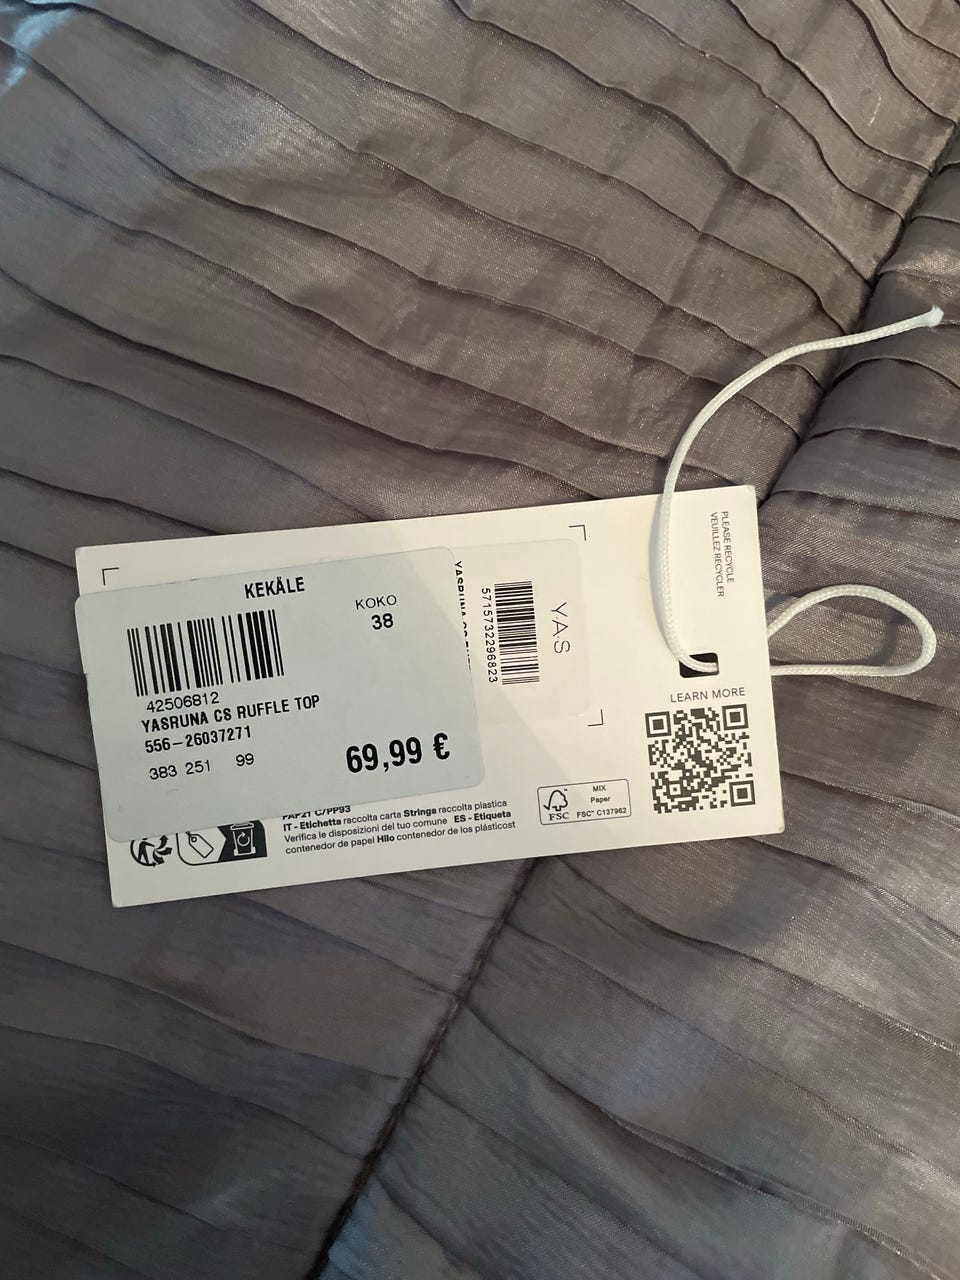 KEKÄLE
KOKO
38
42506812
YASRUNA CS RUFFLE TOP
556-26037271
383 251 99
69,99 €
5715732296823
Y.A.S
PLEASE RECYCLE
VEUILLEZ RECYCLER
LEARN MORE
FSC
MIX
Paper
FSC™ C137962
PAP21 C/PP93
IT - Etichetta raccolta carta Stringa raccolta plastica
Verifica le disposizioni del tuo comune ES - Etiqueta
contenedor de papel Hilo contenedor de los plásticost